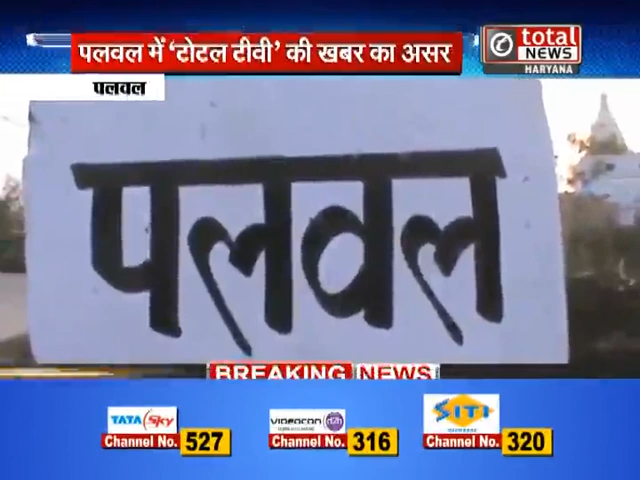 पलवल में 'टोटल टीवी' की खबर का असर
total
NEWS
HARYANA
पलवल
पलवल
BREAKING NEWS
TATA Sky
Channel No. 527
VIDEOCON d2h
Channel No. 316
SITI
Channel No. 320